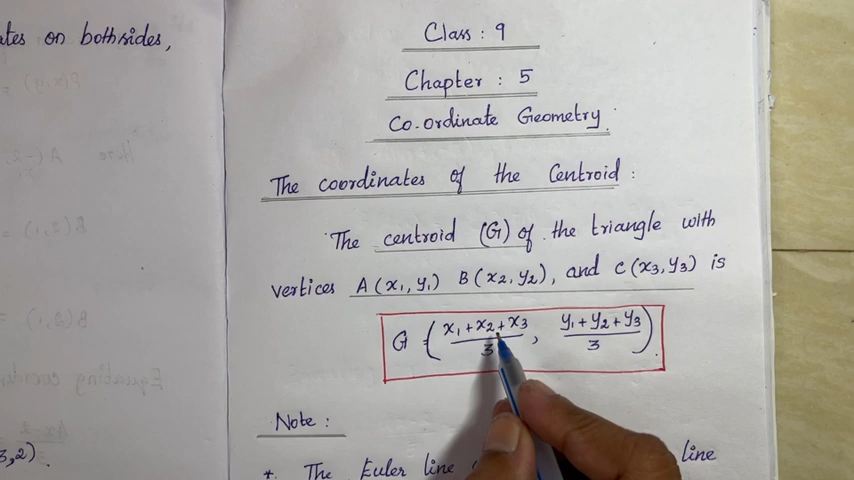 on both sides,
3,2).
Class : 9
Chapter : 5
Co-ordinate Geometry
The coordinates of the Centroid :
The centroid (G) of the triangle with
vertices A(x₁, y₁) B(x₂, y₂), and C(x₃, y₃) is
G = (x₁+x₂+x₃/3, y₁+y₂+y₃/3)
Note :
* The Euler line line